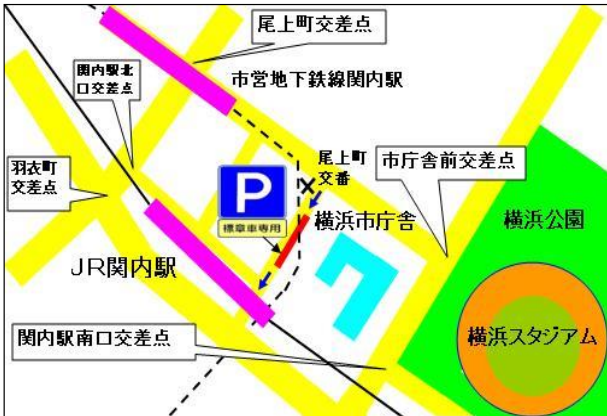 尾上町交差点
市営地下鉄線関内駅
関内駅北
口交差点
羽衣町
交差点
P
標章車専用
尾上町
交番
市庁舎前交差点
横浜市庁舎
横浜公園
JR関内駅
横浜スタジアム
関内駅南口交差点